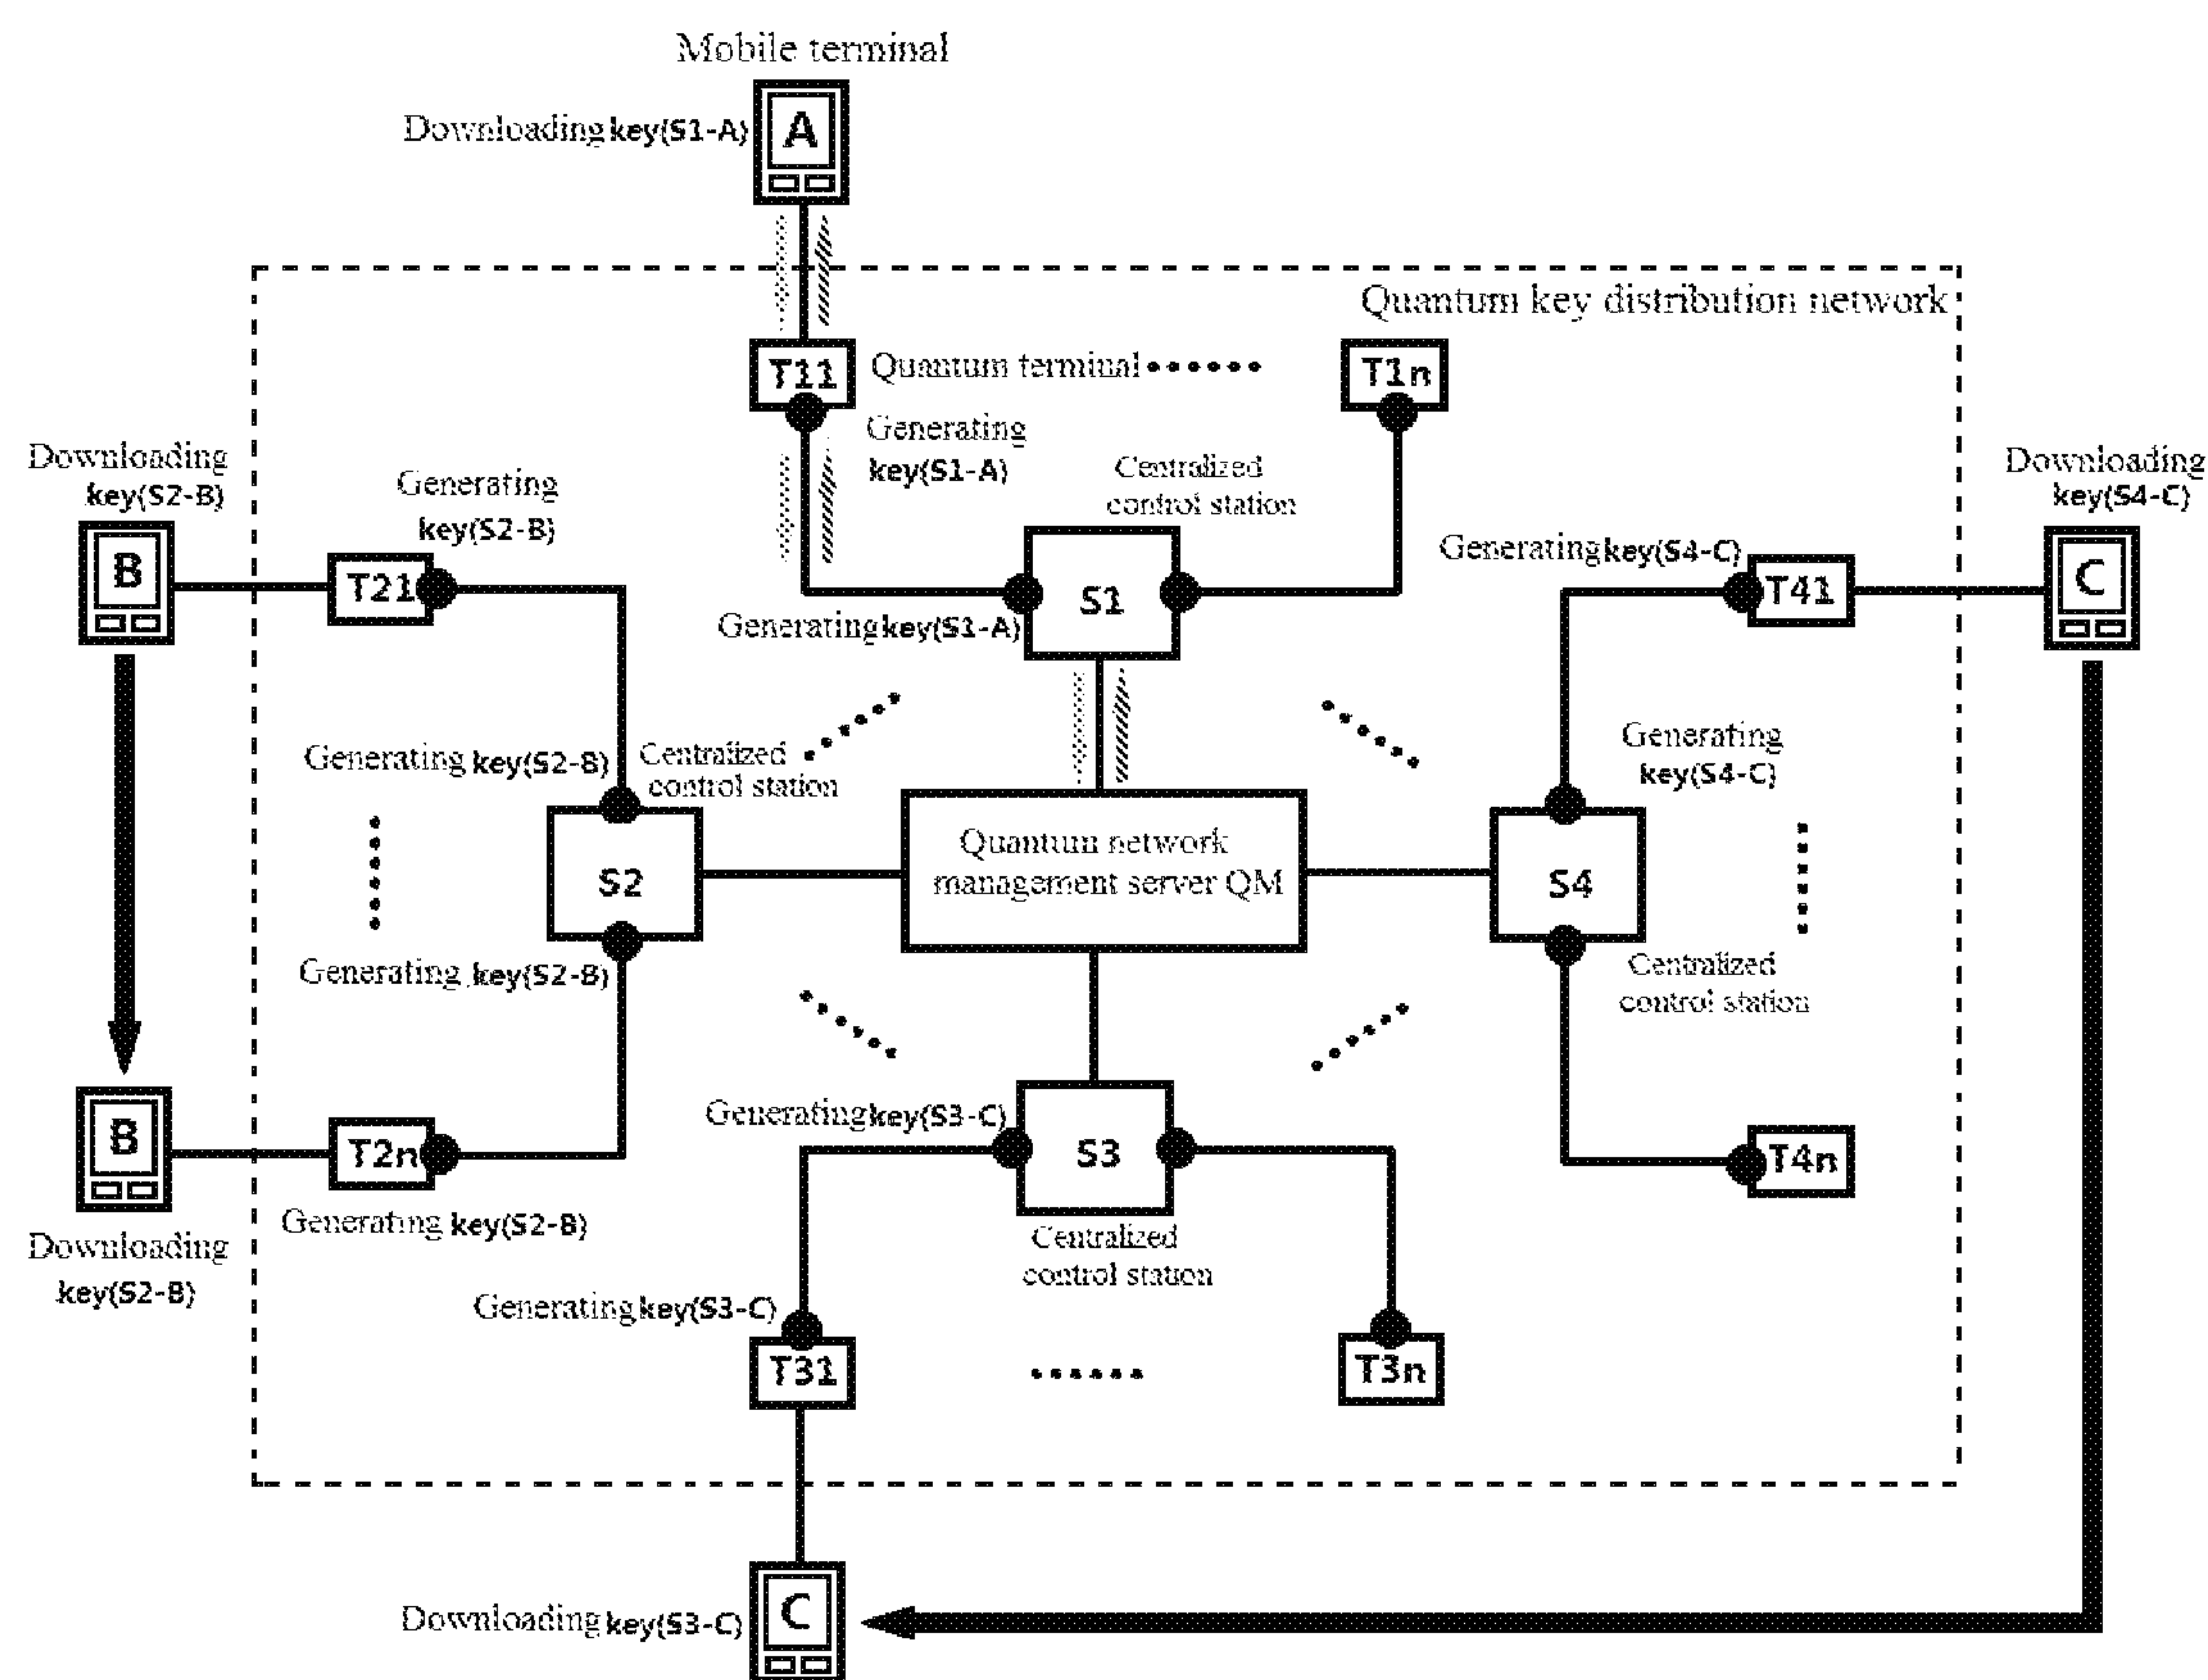 Mobile terminal
Downloading key(S1-A)
A
Quantum key distribution network
T11
Quantum terminal
T1n
Generating
key(S1-A)
Centralized
control station
Downloading
key(S2-B)
Generating
key(S2-B)
Downloading
key(S4-C)
B
T21
Generating key(S1-A)
S1
Generating key(S4-C)
T41
C
Generating key(S2-B)
Centralized
control station
Generating
key(S4-C)
Quantum network
management server QM
S2
S4
Generating key(S2-B)
Centralized
control station
B
T2n
Generating key(S3-C)
S3
T4n
Generating key(S2-B)
Downloading
key(S2-B)
Centralized
control station
Generating key(S3-C)
T31
T3n
Downloading key(S3-C)
C